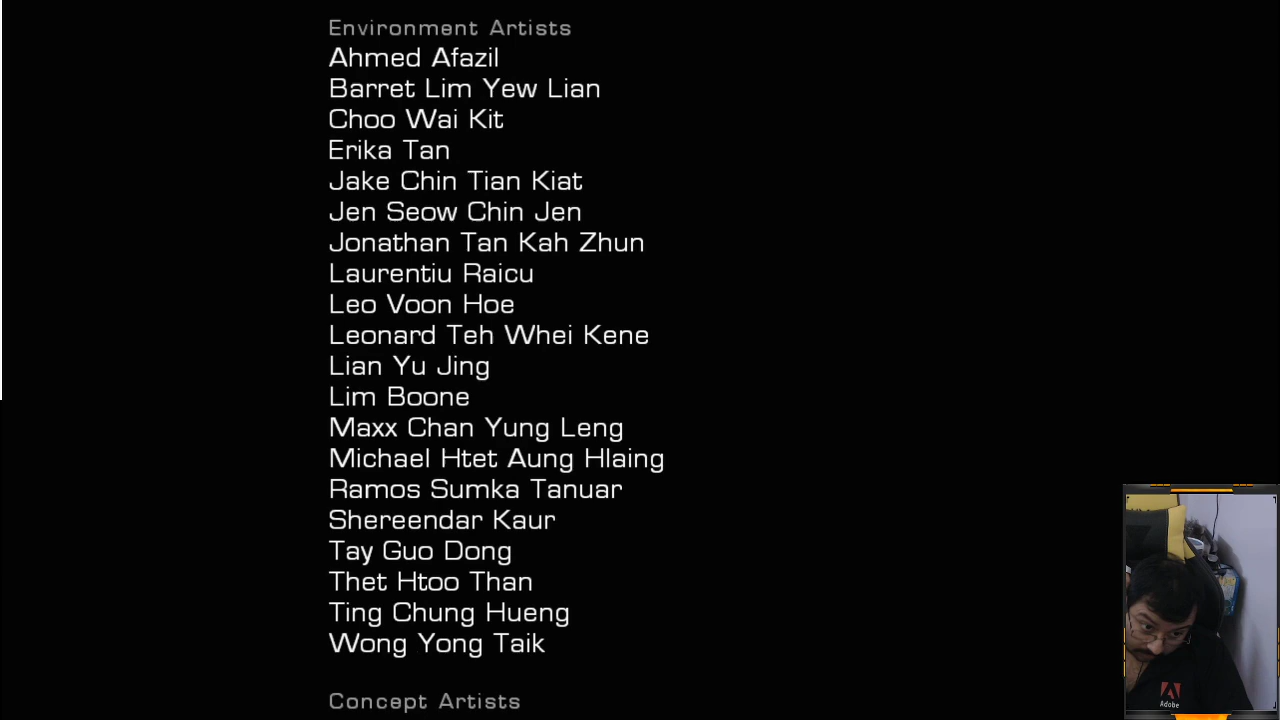 Environment Artists
Ahmed Afazil
Barret Lim Yew Lian
Choo Wai Kit
Erika Tan
Jake Chin Tian Kiat
Jen Seow Chin Jen
Jonathan Tan Kah Zhun
Laurentiu Raicu
Leo Voon Hoe
Leonard Teh Whei Kene
Lian Yu Jing
Lim Boone
Maxx Chan Yung Leng
Michael Htet Aung Hlaing
Ramos Sumka Tanuar
Shereendar Kaur
Tay Guo Dong
Thet Htoo Than
Ting Chung Hueng
Wong Yong Taik
Concept Artists
Adobe